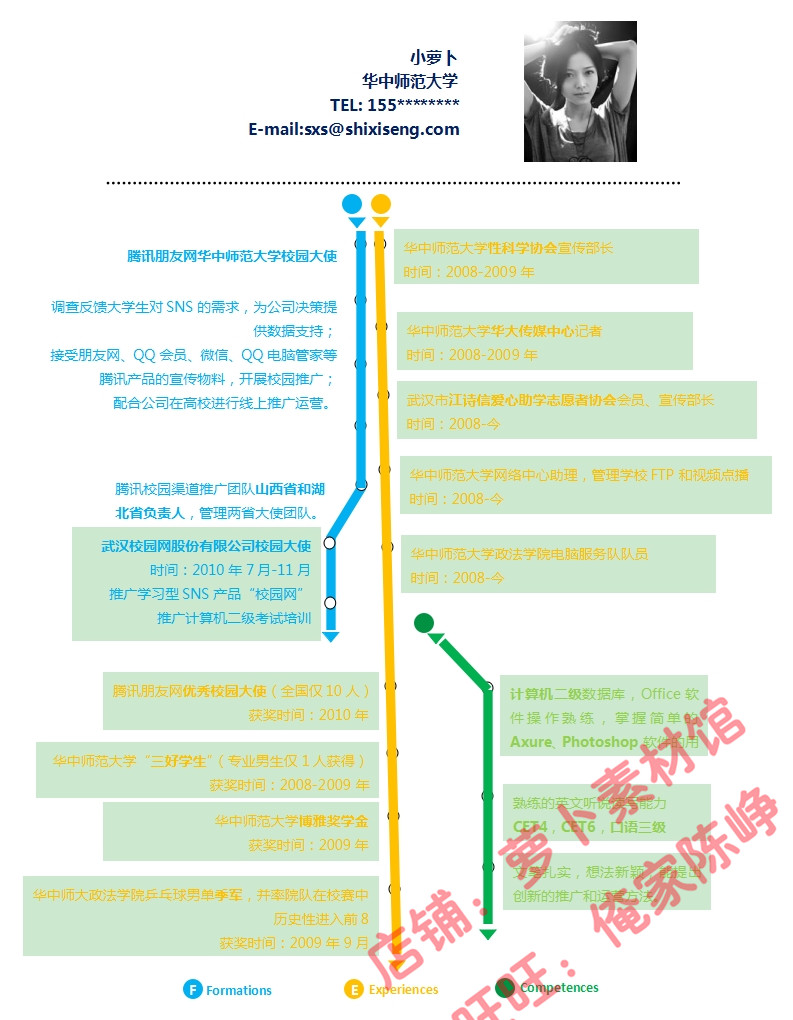 小萝卜
华中师范大学
TEL: 155********
E-mail:sxs@shixiseng.com
腾讯朋友网华中师范大学校园大使
调查反馈大学生对 SNS 的需求，为公司决策提
供数据支持；
接受朋友网、QQ 会员、微信、QQ 电脑管家等
腾讯产品的宣传物料，开展校园推广；
配合公司在高校进行线上推广运营。
腾讯校园渠道推广团队山西省和湖
北省负责人，管理两省大使团队。
武汉校园网股份有限公司校园大使
时间：2010 年 7 月-11 月
推广学习型 SNS 产品“校园网”
推广计算机二级考试培训
华中师范大学性科学协会宣传部长
时间：2008-2009 年
华中师范大学华大传媒中心记者
时间：2008-2009 年
武汉市江诗信爱心助学志愿者协会会员、宣传部长
时间：2008-今
华中师范大学网络中心助理，管理学校 FTP 和视频点播
时间：2008-今
华中师范大学政法学院电脑服务队队员
时间：2008-今
腾讯朋友网优秀校园大使（全国仅 10 人）
获奖时间：2010 年
华中师范大学“三好学生”（专业男生仅 1 人获得）
获奖时间：2008-2009 年
华中师范大学博雅奖学金
获奖时间：2009 年
华中师大政法学院乒乓球男单季军，并率院队在校赛中
历史性进入前 8
获奖时间：2009 年 9 月
计算机二级数据库，Office 软
件操作熟练，掌握简单的
Axure、Photoshop 软件的用
熟练的英文听说读写能力
CET4，CET6，口语三级
文笔扎实，想法新颖，能提出
创新的推广和运营方法。
店铺：萝卜素材馆
旺旺：俺家陈峥
F Formations
E Experiences
Competences